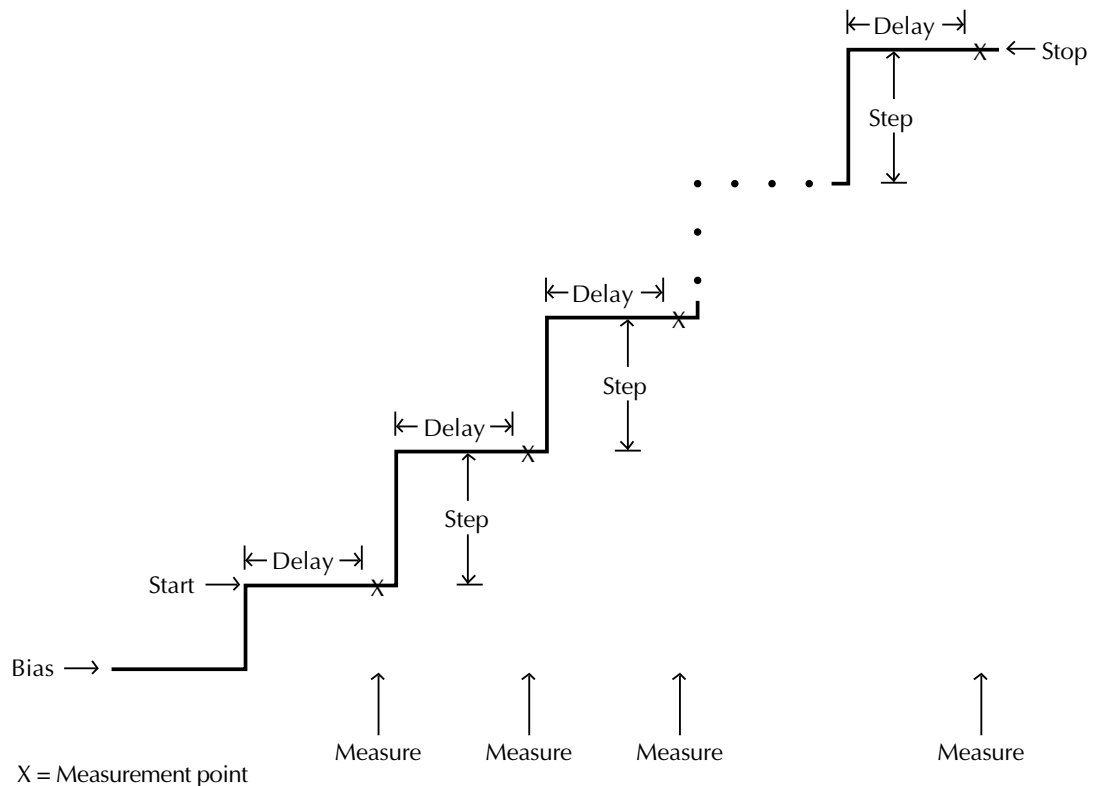 Delay
Stop
Step
Delay
Step
Delay
Step
Delay
Start
Bias
Measure Measure Measure Measure
X = Measurement point
X
X
X
X